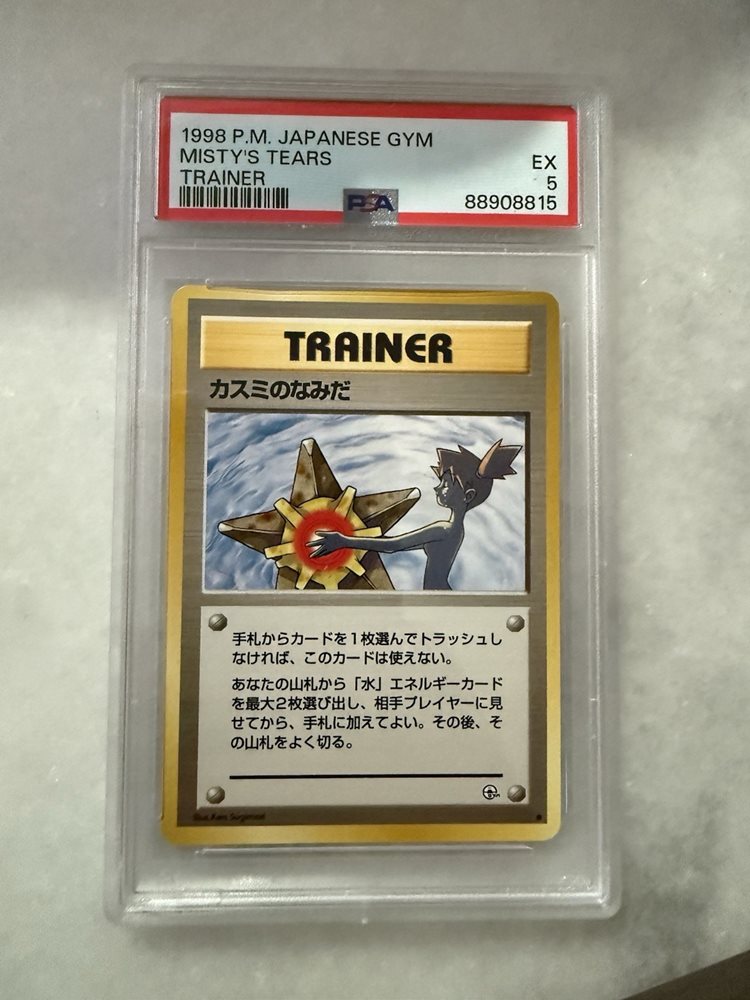 1998 P.M. JAPANESE GYM
MISTY'S TEARS
EX
TRAINER
5
PSA
88908815
TRAINER
カスミのなみだ
手札からカードを1枚選んでトラッシュし
なければ、このカードは使えない。
あなたの山札から「水」エネルギーカード
を最大2枚選び出し、相手プレイヤーに見
せてから、手札に加えてよい。その後、そ
の山札をよく切る。
Illus. Ken Sugimori